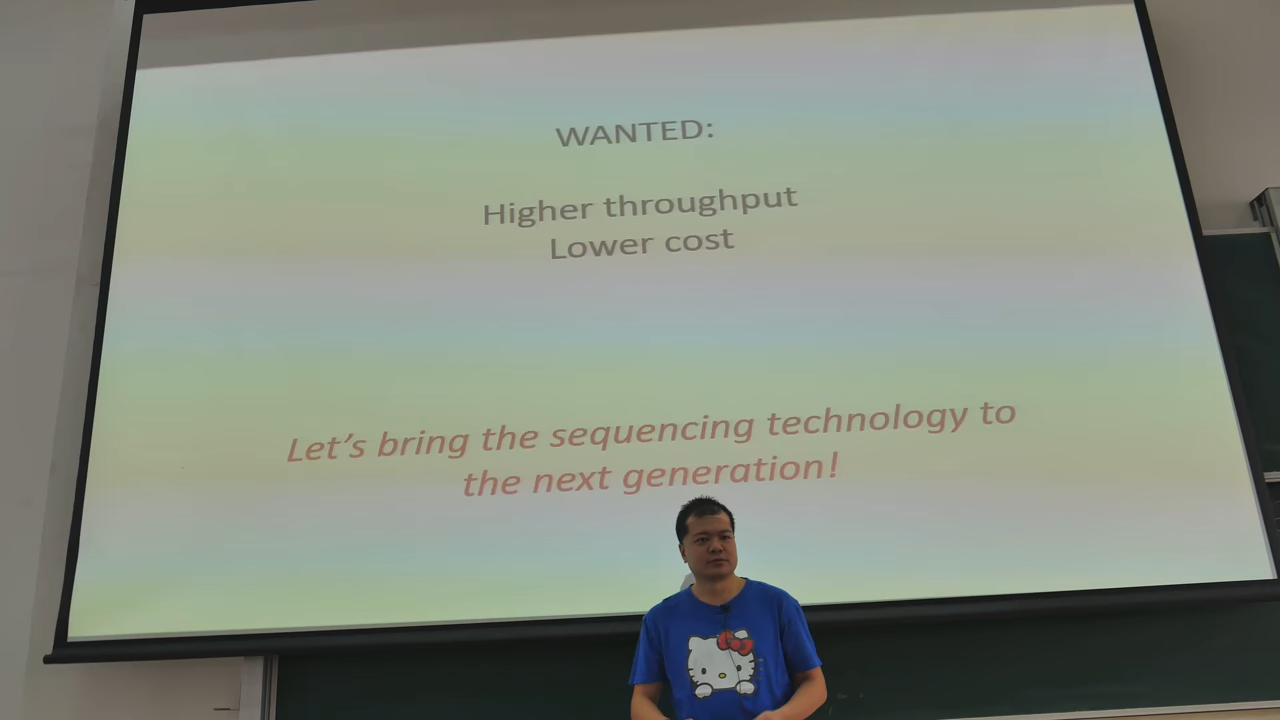 WANTED:
Higher throughput
Lower cost
Let's bring the sequencing technology to
the next generation!